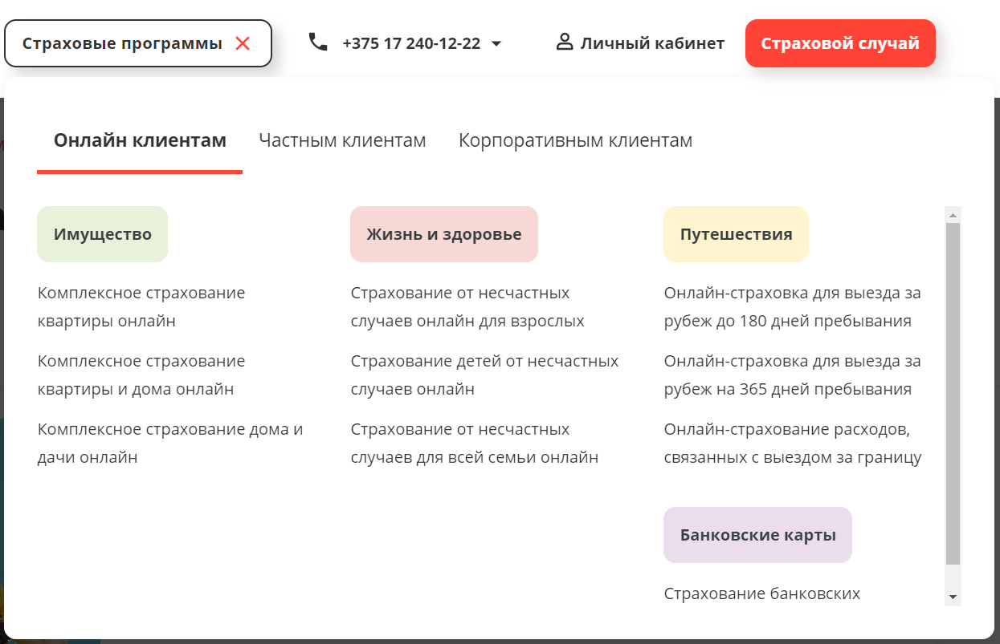 Страховые программы
+375 17 240-12-22
Личный кабинет
Страховой случай
Онлайн клиентам
Частным клиентам
Корпоративным клиентам
Имущество
Комплексное страхование
квартиры онлайн
Комплексное страхование
квартиры и дома онлайн
Комплексное страхование дома и
дачи онлайн
Жизнь и здоровье
Страхование от несчастных
случаев онлайн для взрослых
Страхование детей от несчастных
случаев онлайн
Страхование от несчастных
случаев для всей семьи онлайн
Путешествия
Онлайн-страховка для выезда за
рубеж до 180 дней пребывания
Онлайн-страховка для выезда за
рубеж на 365 дней пребывания
Онлайн-страхование расходов,
связанных с выездом за границу
Банковские карты
Страхование банковских